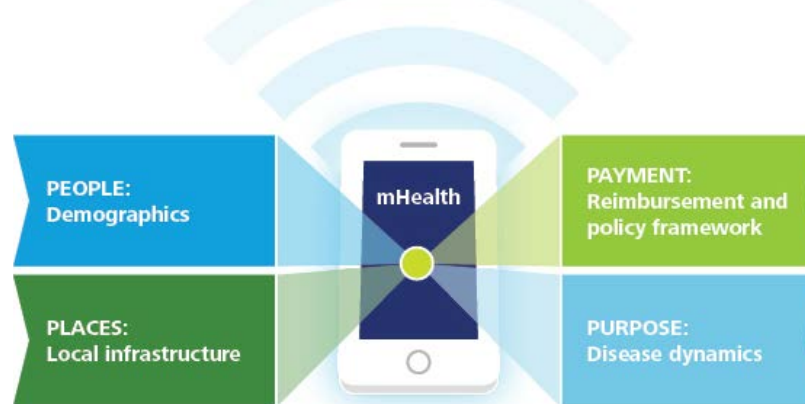 mHealth
PEOPLE:
Demographics
PAYMENT:
Reimbursement and
policy framework
PLACES:
Local infrastructure
PURPOSE:
Disease dynamics